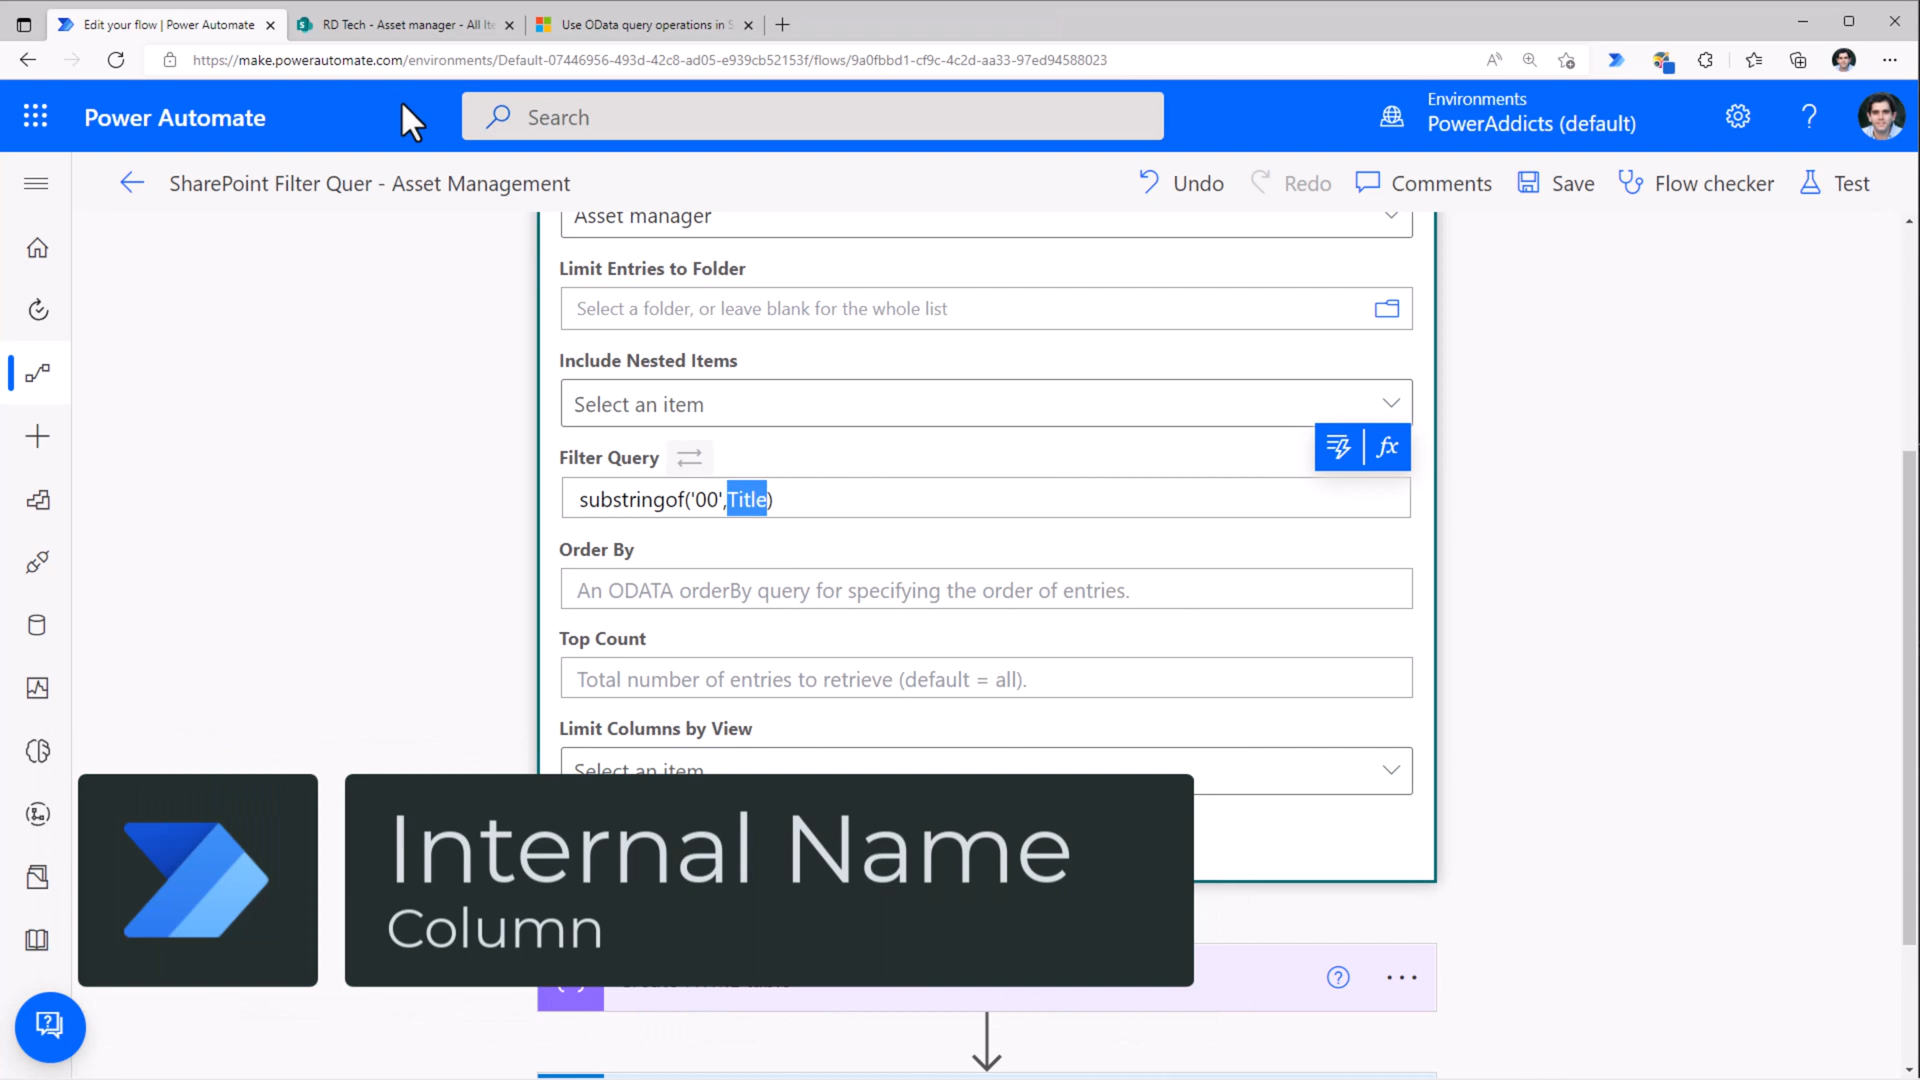 Edit your flow | Power Automate
RD Tech - Asset manager - All Ite
Use OData query operations in S
https://make.powerautomate.com/environments/Default-07446956-493d-42c8-ad05-e939cb52153f/flows/9a0fbbd1-cf9c-4c2d-aa33-97ed94588023
Power Automate
Search
Environments
PowerAddicts (default)
SharePoint Filter Quer - Asset Management
Undo
Redo
Comments
Save
Flow checker
Test
Asset manager
Limit Entries to Folder
Select a folder, or leave blank for the whole list
Include Nested Items
Select an item
Filter Query
fx
substringof('00',Title)
Order By
An ODATA orderBy query for specifying the order of entries.
Top Count
Total number of entries to retrieve (default = all).
Limit Columns by View
Select an item
Internal Name
Column